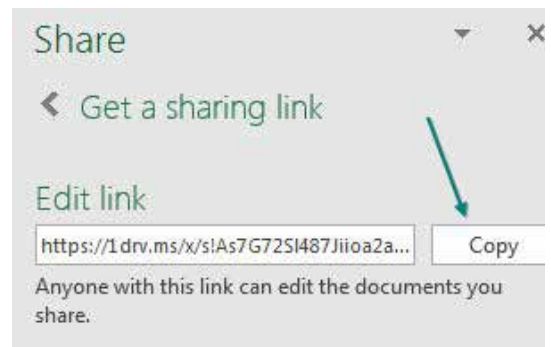 Share
Get a sharing link
Edit link
https://1drv.ms/x/s!As7G72SI487Jiioa2a...
Copy
Anyone with this link can edit the documents you
share.